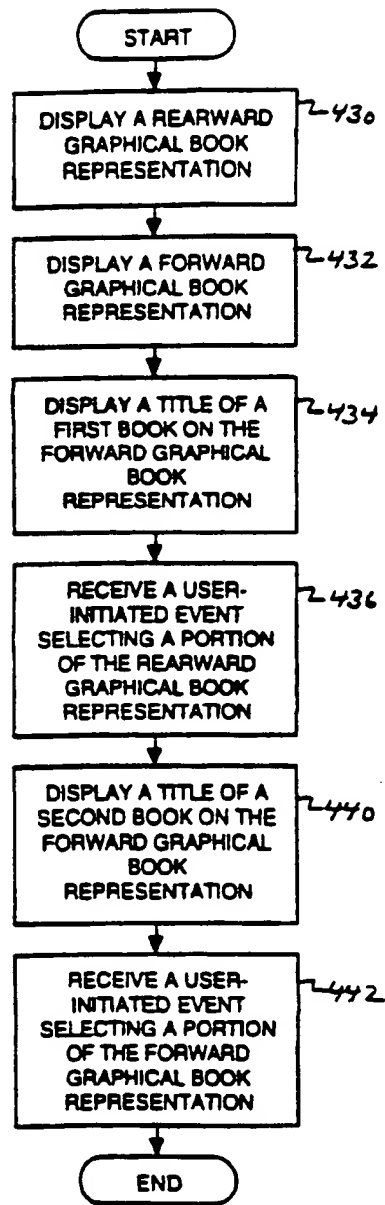 START
DISPLAY A REARWARD
GRAPHICAL BOOK
REPRESENTATION
430
DISPLAY A FORWARD
GRAPHICAL BOOK
REPRESENTATION
432
DISPLAY A TITLE OF A
FIRST BOOK ON THE
FORWARD GRAPHICAL
BOOK
REPRESENTATION
434
RECEIVE A USER-
INITIATED EVENT
SELECTING A PORTION
OF THE REARWARD
GRAPHICAL BOOK
REPRESENTATION
436
DISPLAY A TITLE OF A
SECOND BOOK ON THE
FORWARD GRAPHICAL
BOOK
REPRESENTATION
440
RECEIVE A USER-
INITIATED EVENT
SELECTING A PORTION
OF THE FORWARD
GRAPHICAL BOOK
REPRESENTATION
442
END